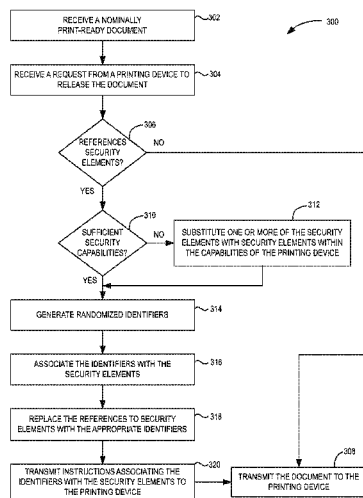 RECEIVE A NOMINALLY
PRINT-READY DOCUMENT
302
300
RECEIVE A REQUEST FROM A PRINTING DEVICE TO
RELEASE THE DOCUMENT
304
306
REFERENCES
SECURITY
ELEMENTS?
NO
YES
310
SUFFICIENT
SECURITY
CAPABILITIES?
NO
YES
312
SUBSTITUTE ONE OR MORE OF THE SECURITY
ELEMENTS WITH SECURITY ELEMENTS WITHIN
THE CAPABILITIES OF THE PRINTING DEVICE
GENERATE RANDOMIZED IDENTIFIERS
314
ASSOCIATE THE IDENTIFIERS WITH THE
SECURITY ELEMENTS
316
REPLACE THE REFERENCES TO SECURITY
ELEMENTS WITH THE APPROPRIATE IDENTIFIERS
318
TRANSMIT INSTRUCTIONS ASSOCIATING THE
IDENTIFIERS WITH THE SECURITY ELEMENTS TO
THE PRINTING DEVICE
320
308
TRANSMIT THE DOCUMENT TO THE
PRINTING DEVICE